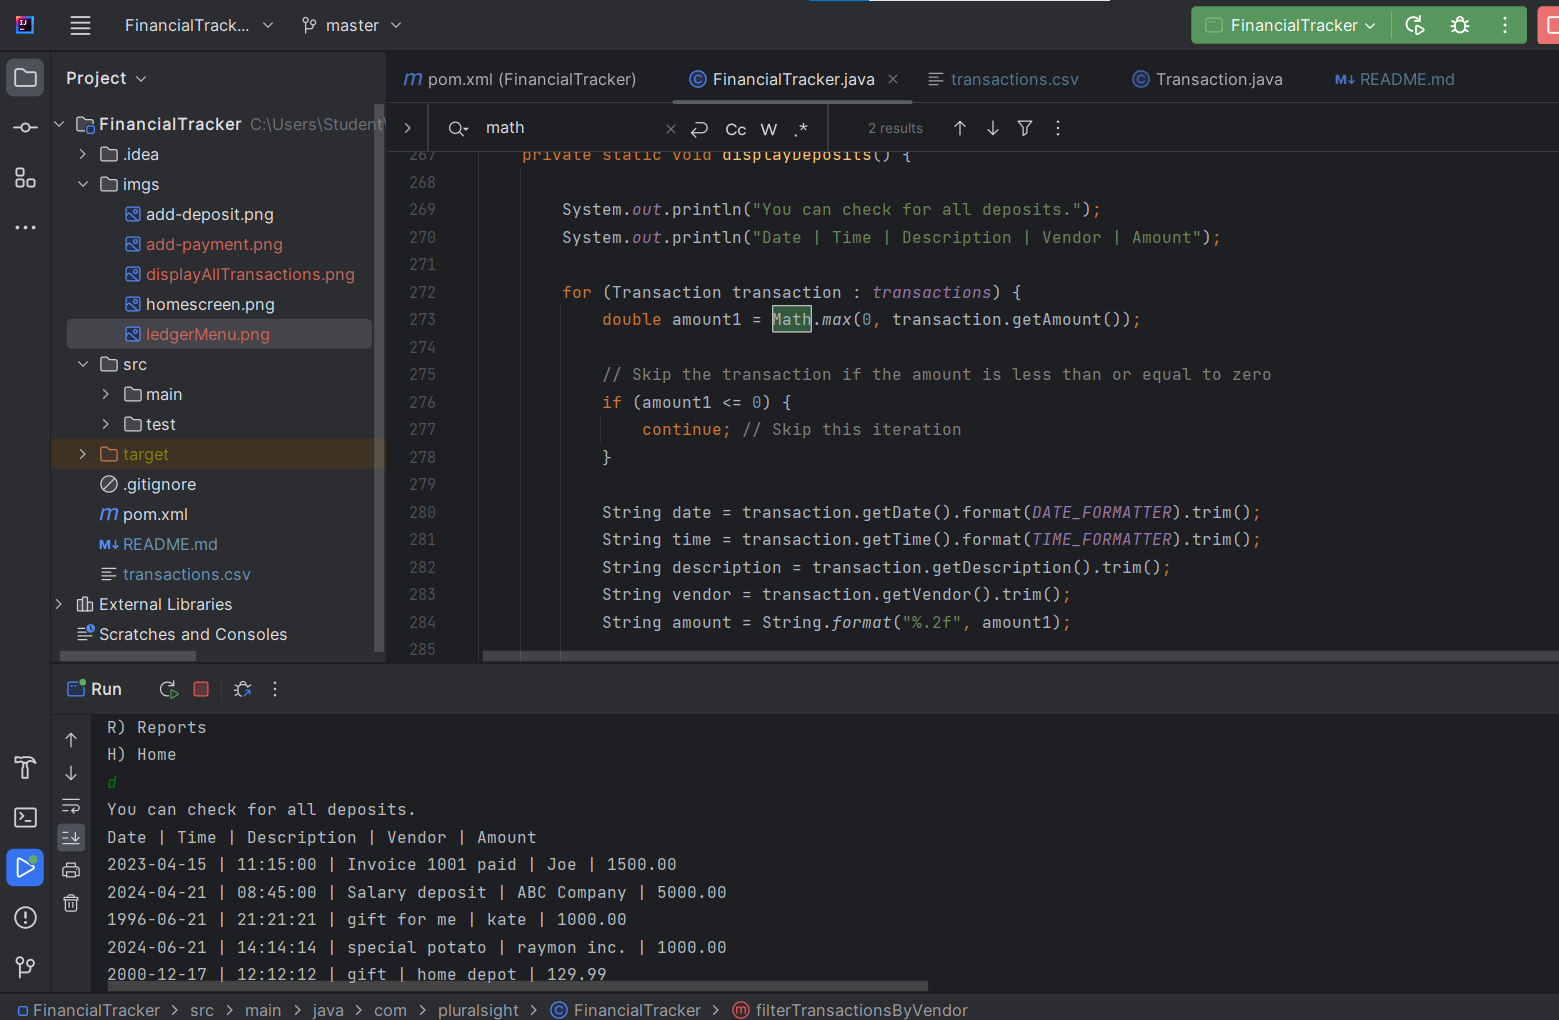 FinancialTrack... master FinancialTracker
Project
pom.xml (FinancialTracker) FinancialTracker.java transactions.csv Transaction.java M↓ README.md
math Cc W .* 2 results
FinancialTracker C:\Users\Student\
.idea
imgs
add-deposit.png
add-payment.png
displayAllTransactions.png
homescreen.png
ledgerMenu.png
src
main
test
target
.gitignore
m pom.xml
M↓ README.md
transactions.csv
External Libraries
Scratches and Consoles
267 private static void displayDeposits() {
268
269 System.out.println("You can check for all deposits.");
270 System.out.println("Date | Time | Description | Vendor | Amount");
271
272 for (Transaction transaction : transactions) {
273 double amount1 = Math.max(0, transaction.getAmount());
274
275 // Skip the transaction if the amount is less than or equal to zero
276 if (amount1 <= 0) {
277 continue; // Skip this iteration
278 }
279
280 String date = transaction.getDate().format(DATE_FORMATTER).trim();
281 String time = transaction.getTime().format(TIME_FORMATTER).trim();
282 String description = transaction.getDescription().trim();
283 String vendor = transaction.getVendor().trim();
284 String amount = String.format("%.2f", amount1);
285
Run
R) Reports
H) Home
d
You can check for all deposits.
Date | Time | Description | Vendor | Amount
2023-04-15 | 11:15:00 | Invoice 1001 paid | Joe | 1500.00
2024-04-21 | 08:45:00 | Salary deposit | ABC Company | 5000.00
1996-06-21 | 21:21:21 | gift for me | kate | 1000.00
2024-06-21 | 14:14:14 | special potato | raymon inc. | 1000.00
2000-12-17 | 12:12:12 | gift | home depot | 129.99
FinancialTracker > src > main > java > com > pluralsight > FinancialTracker > filterTransactionsByVendor